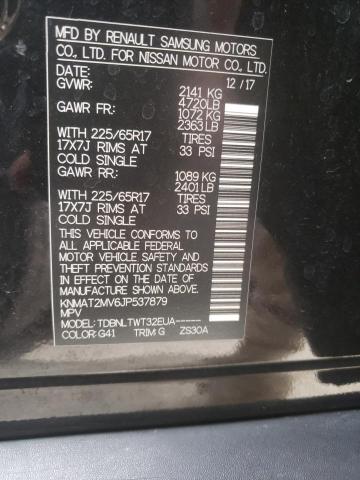 MFD BY RENAULT SAMSUNG MOTORS
CO., LTD. FOR NISSAN MOTOR CO., LTD.
DATE: 12 / 17
GVWR: 2141 KG
4720LB
GAWR FR: 1072 KG
2363 LB
WITH 225/65R17 TIRES
17X7J RIMS AT 33 PSI
COLD SINGLE
GAWR RR: 1089 KG
2401 LB
WITH 225/65R17 TIRES
17X7J RIMS AT 33 PSI
COLD SINGLE
THIS VEHICLE CONFORMS TO
ALL APPLICABLE FEDERAL
MOTOR VEHICLE SAFETY AND
THEFT PREVENTION STANDARDS
IN EFFECT ON THE DATE OF
MANUFACTURE SHOWN ABOVE.
KNMAT2MV6JP537879
MPV
MODEL: TDBNLTWT32EUA------
COLOR: G41 TRIM: G ZS30A